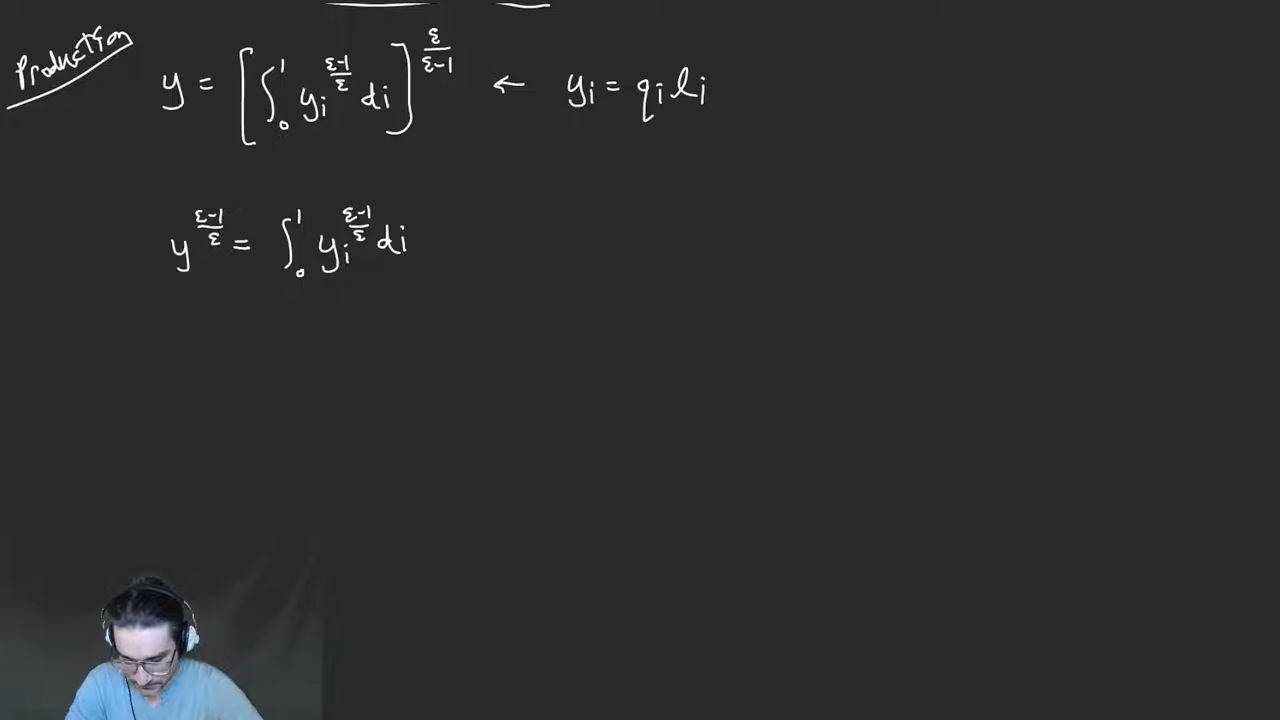 Production
y = [∫₀¹ yᵢ^((ε-1)/ε) di]^(ε/(ε-1)) ← yᵢ = qᵢ lᵢ
y^((ε-1)/ε) = ∫₀¹ yᵢ^((ε-1)/ε) di